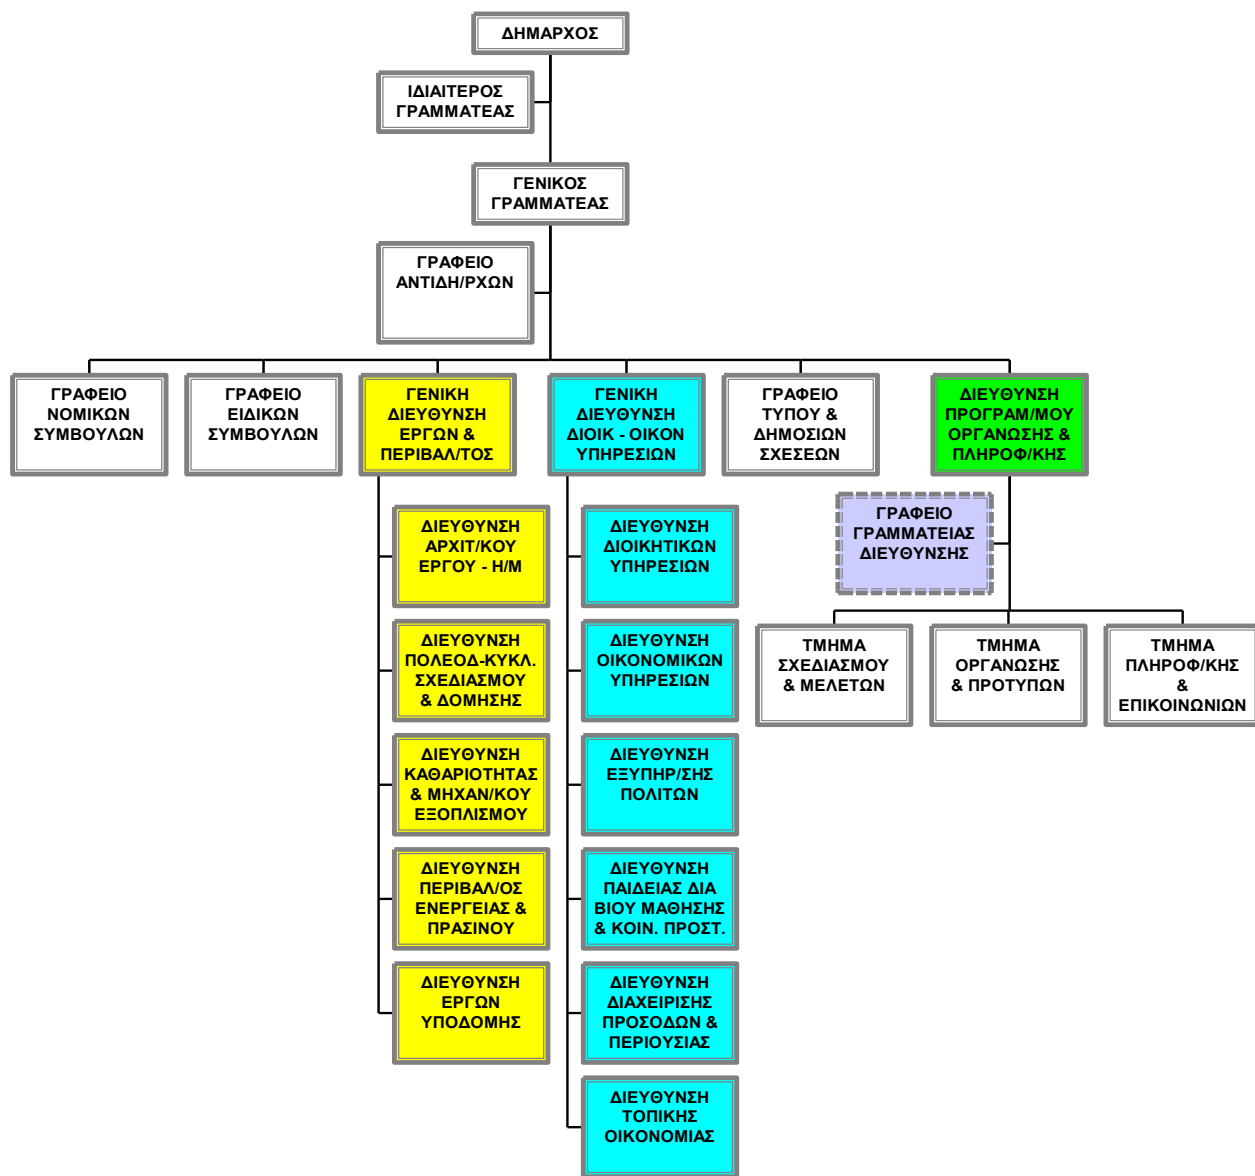 ΔΗΜΑΡΧΟΣ
ΙΔΙΑΙΤΕΡΟΣ
ΓΡΑΜΜΑΤΕΑΣ
ΓΕΝΙΚΟΣ
ΓΡΑΜΜΑΤΕΑΣ
ΓΡΑΦΕΙΟ
ΑΝΤΙΔΗ/ΡΧΩΝ
ΓΡΑΦΕΙΟ
ΝΟΜΙΚΩΝ
ΣΥΜΒΟΥΛΩΝ
ΓΡΑΦΕΙΟ
ΕΙΔΙΚΩΝ
ΣΥΜΒΟΥΛΩΝ
ΓΕΝΙΚΗ
ΔΙΕΥΘΥΝΣΗ
ΕΡΓΩΝ &
ΠΕΡΙΒΑΛ/ΤΟΣ
ΓΕΝΙΚΗ
ΔΙΕΥΘΥΝΣΗ
ΔΙΟΙΚ - ΟΙΚΟΝ
ΥΠΗΡΕΣΙΩΝ
ΓΡΑΦΕΙΟ
ΤΥΠΟΥ &
ΔΗΜΟΣΙΩΝ
ΣΧΕΣΕΩΝ
ΔΙΕΥΘΥΝΣΗ
ΠΡΟΓΡΑΜ/ΜΟΥ
ΟΡΓΑΝΩΣΗΣ &
ΠΛΗΡΟΦ/ΚΗΣ
ΔΙΕΥΘΥΝΣΗ
ΑΡΧΙΤ/ΚΟΥ
ΕΡΓΟΥ - Η/Μ
ΔΙΕΥΘΥΝΣΗ
ΠΟΛΕΟΔ-ΚΥΚΛ.
ΣΧΕΔΙΑΣΜΟΥ
& ΔΟΜΗΣΗΣ
ΔΙΕΥΘΥΝΣΗ
ΚΑΘΑΡΙΟΤΗΤΑΣ
& ΜΗΧΑΝ/ΚΟΥ
ΕΞΟΠΛΙΣΜΟΥ
ΔΙΕΥΘΥΝΣΗ
ΠΕΡΙΒΑΛ/ΟΣ
ΕΝΕΡΓΕΙΑΣ &
ΠΡΑΣΙΝΟΥ
ΔΙΕΥΘΥΝΣΗ
ΕΡΓΩΝ
ΥΠΟΔΟΜΗΣ
ΔΙΕΥΘΥΝΣΗ
ΔΙΟΙΚΗΤΙΚΩΝ
ΥΠΗΡΕΣΙΩΝ
ΔΙΕΥΘΥΝΣΗ
ΟΙΚΟΝΟΜΙΚΩΝ
ΥΠΗΡΕΣΙΩΝ
ΔΙΕΥΘΥΝΣΗ
ΕΞΥΠΗΡ/ΣΗΣ
ΠΟΛΙΤΩΝ
ΔΙΕΥΘΥΝΣΗ
ΠΑΙΔΕΙΑΣ ΔΙΑ
ΒΙΟΥ ΜΑΘΗΣΗΣ
& ΚΟΙΝ. ΠΡΟΣΤ.
ΔΙΕΥΘΥΝΣΗ
ΔΙΑΧΕΙΡΙΣΗΣ
ΠΡΟΣΟΔΩΝ &
ΠΕΡΙΟΥΣΙΑΣ
ΔΙΕΥΘΥΝΣΗ
ΤΟΠΙΚΗΣ
ΟΙΚΟΝΟΜΙΑΣ
ΓΡΑΦΕΙΟ
ΓΡΑΜΜΑΤΕΙΑΣ
ΔΙΕΥΘΥΝΣΗΣ
ΤΜΗΜΑ
ΣΧΕΔΙΑΣΜΟΥ
& ΜΕΛΕΤΩΝ
ΤΜΗΜΑ
ΟΡΓΑΝΩΣΗΣ
& ΠΡΟΤΥΠΩΝ
ΤΜΗΜΑ
ΠΛΗΡΟΦ/ΚΗΣ
&
ΕΠΙΚΟΙΝΩΝΙΩΝ